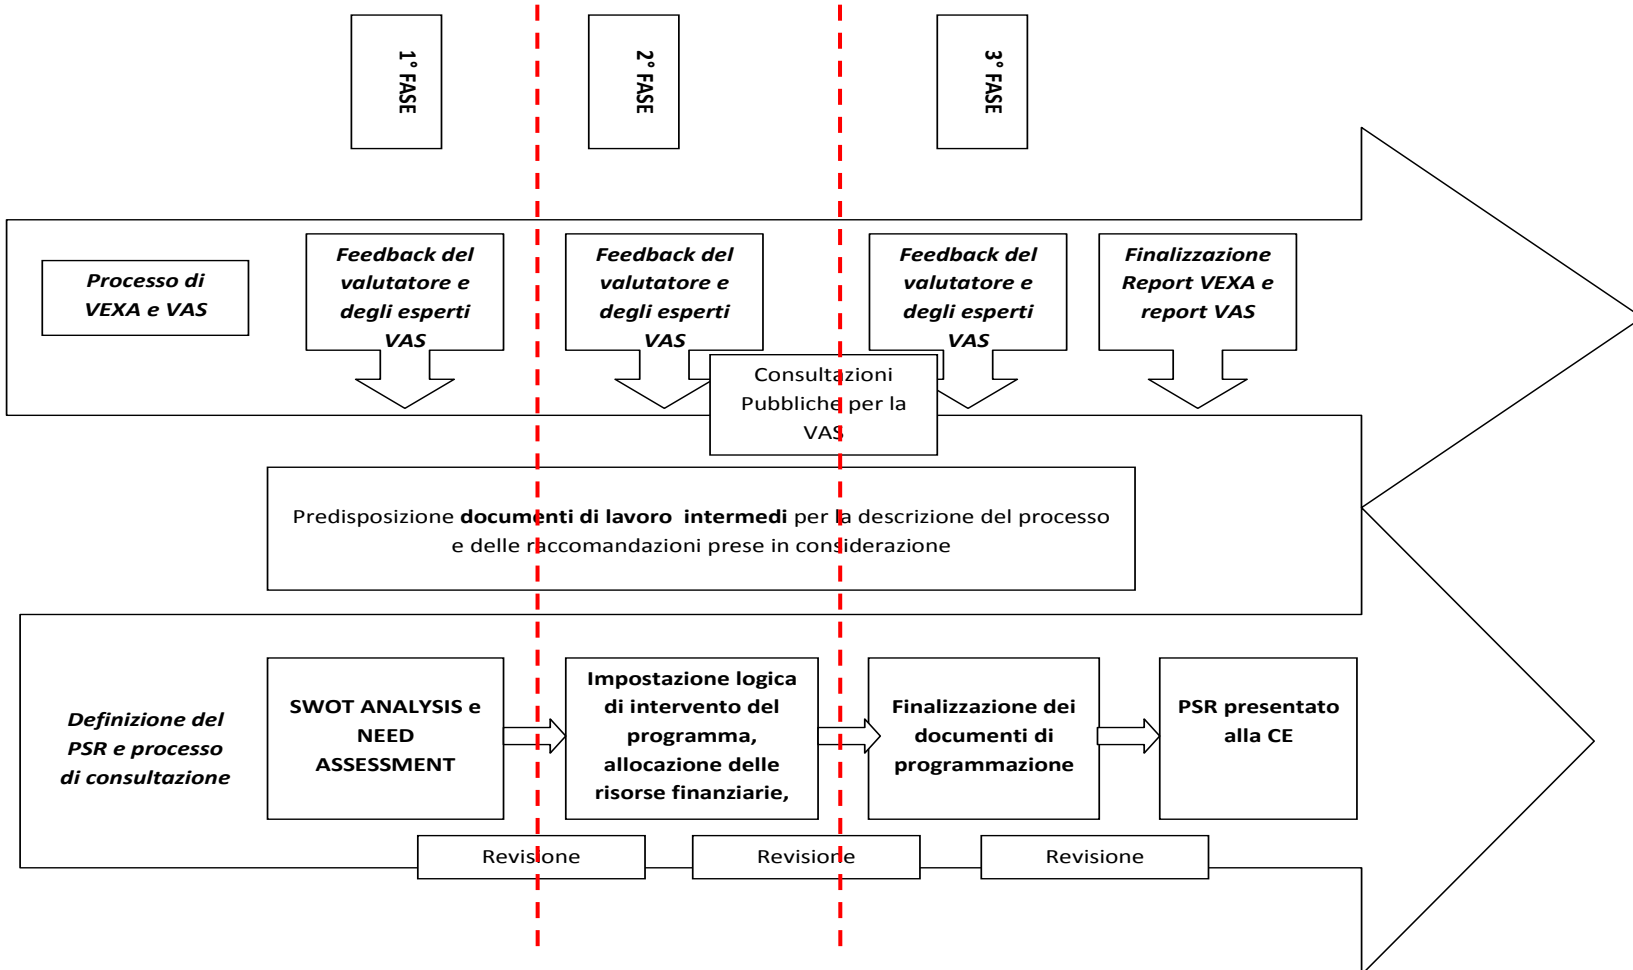 1° FASE
2° FASE
3° FASE
Processo di
VEXA e VAS
Feedback del
valutatore e
degli esperti
VAS
Feedback del
valutatore e
degli esperti
VAS
Feedback del
valutatore e
degli esperti
VAS
Finalizzazione
Report VEXA e
report VAS
Consultazioni
Pubbliche per la
VAS
Predisposizione documenti di lavoro intermedi per la descrizione del processo
e delle raccomandazioni prese in considerazione
Definizione del
PSR e processo
di consultazione
SWOT ANALYSIS e
NEED
ASSESSMENT
Impostazione logica
di intervento del
programma,
allocazione delle
risorse finanziarie,
Finalizzazione dei
documenti di
programmazione
PSR presentato
alla CE
Revisione
Revisione
Revisione